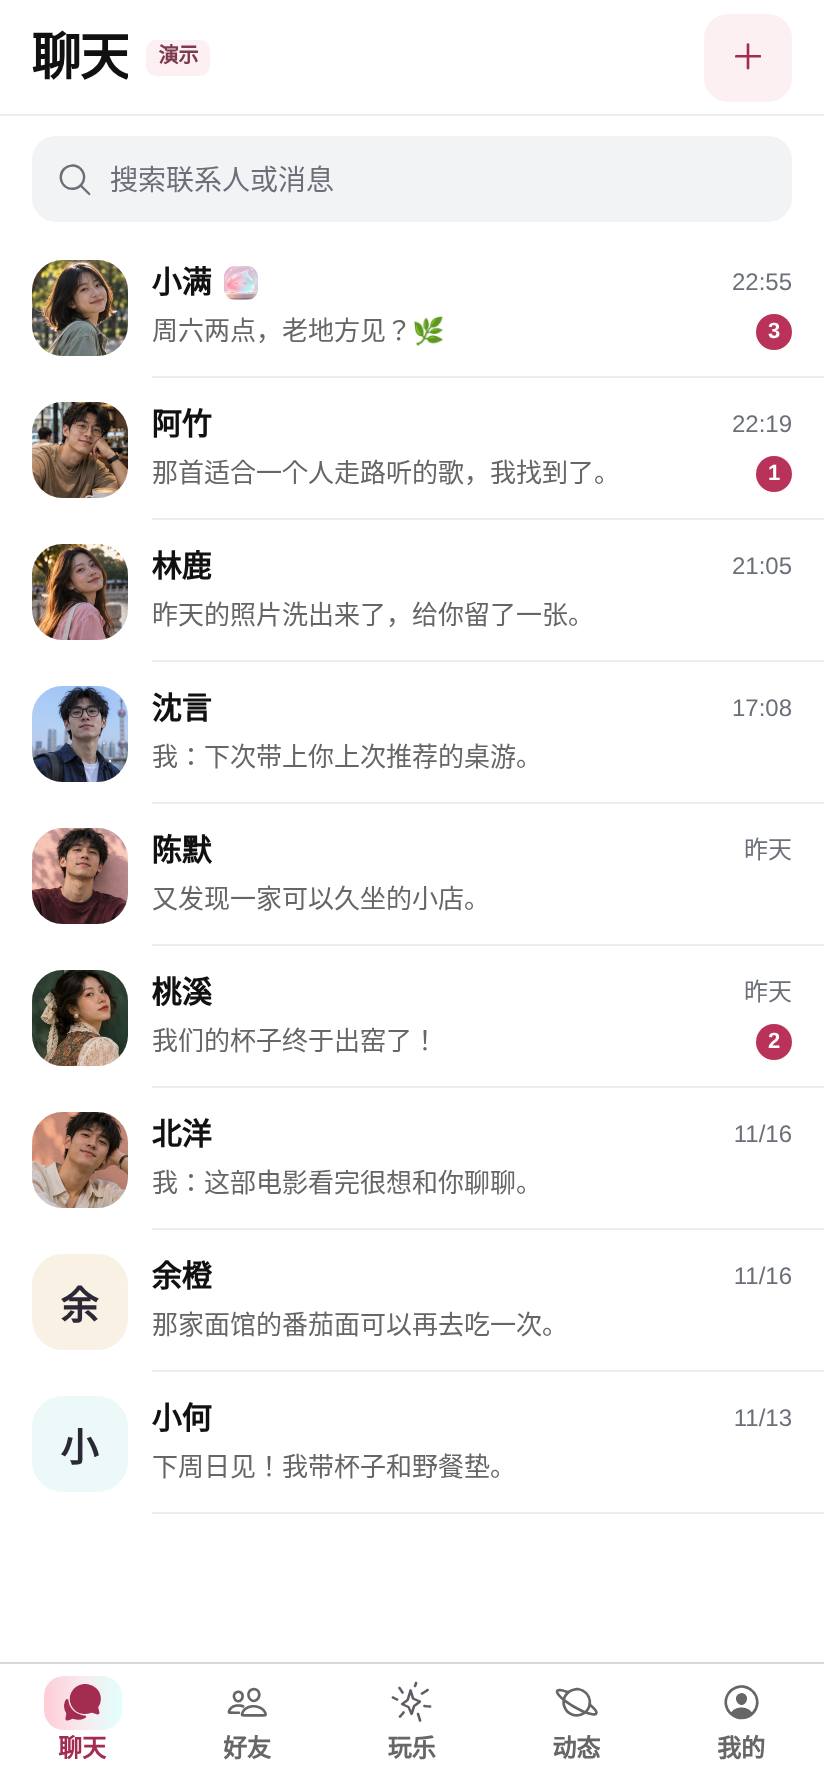 聊天 演示
搜索联系人或消息
小满 22:55
周六两点，老地方见？🌿 3
阿竹 22:19
那首适合一个人走路听的歌，我找到了。 1
林鹿 21:05
昨天的照片洗出来了，给你留了一张。
沈言 17:08
我：下次带上你上次推荐的桌游。
陈默 昨天
又发现一家可以久坐的小店。
桃溪 昨天
我们的杯子终于出窑了！ 2
北洋 11/16
我：这部电影看完很想和你聊聊。
余 余橙 11/16
那家面馆的番茄面可以再去吃一次。
小 小何 11/13
下周日见！我带杯子和野餐垫。
聊天 好友 玩乐 动态 我的